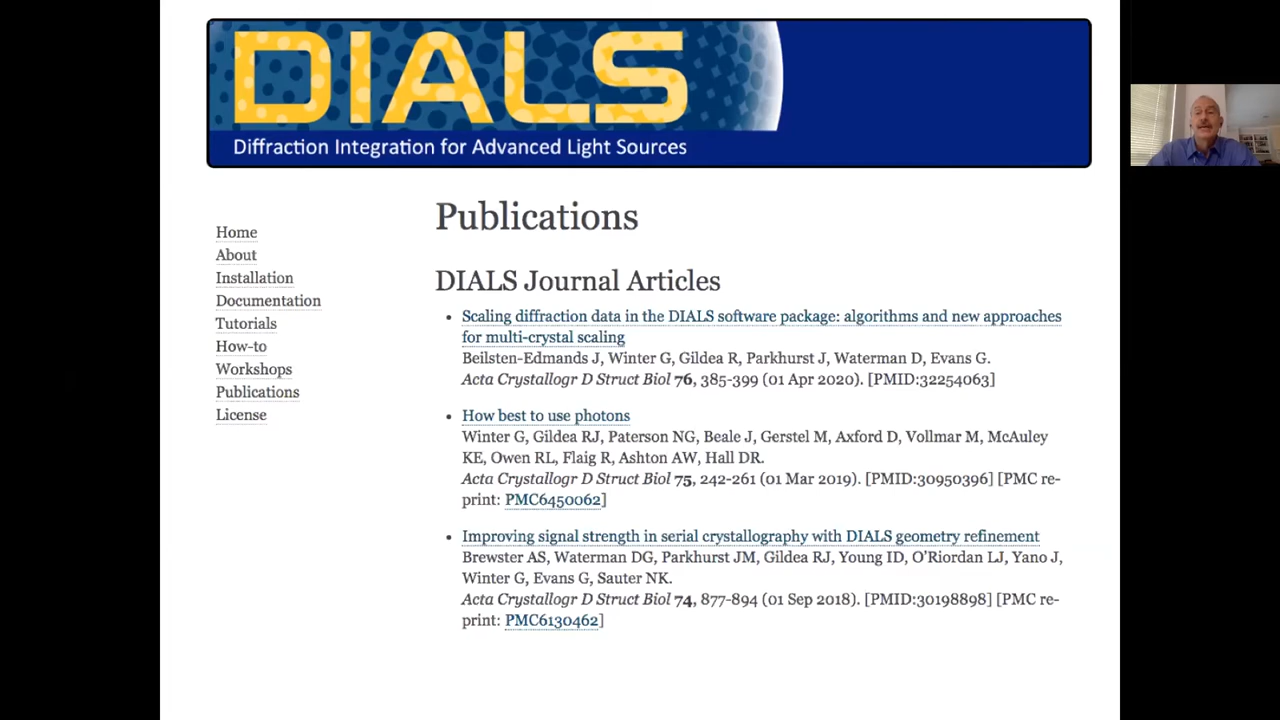 DIALS
Diffraction Integration for Advanced Light Sources
Home
About
Installation
Documentation
Tutorials
How-to
Workshops
Publications
License
Publications
DIALS Journal Articles
• Scaling diffraction data in the DIALS software package: algorithms and new approaches
for multi-crystal scaling
Beilsten-Edmands J, Winter G, Gildea R, Parkhurst J, Waterman D, Evans G.
Acta Crystallogr D Struct Biol 76, 385-399 (01 Apr 2020). [PMID:32254063]
• How best to use photons
Winter G, Gildea RJ, Paterson NG, Beale J, Gerstel M, Axford D, Vollmar M, McAuley
KE, Owen RL, Flaig R, Ashton AW, Hall DR.
Acta Crystallogr D Struct Biol 75, 242-261 (01 Mar 2019). [PMID:30950396] [PMC re-
print: PMC6450062]
• Improving signal strength in serial crystallography with DIALS geometry refinement
Brewster AS, Waterman DG, Parkhurst JM, Gildea RJ, Young ID, O'Riordan LJ, Yano J,
Winter G, Evans G, Sauter NK.
Acta Crystallogr D Struct Biol 74, 877-894 (01 Sep 2018). [PMID:30198898] [PMC re-
print: PMC6130462]